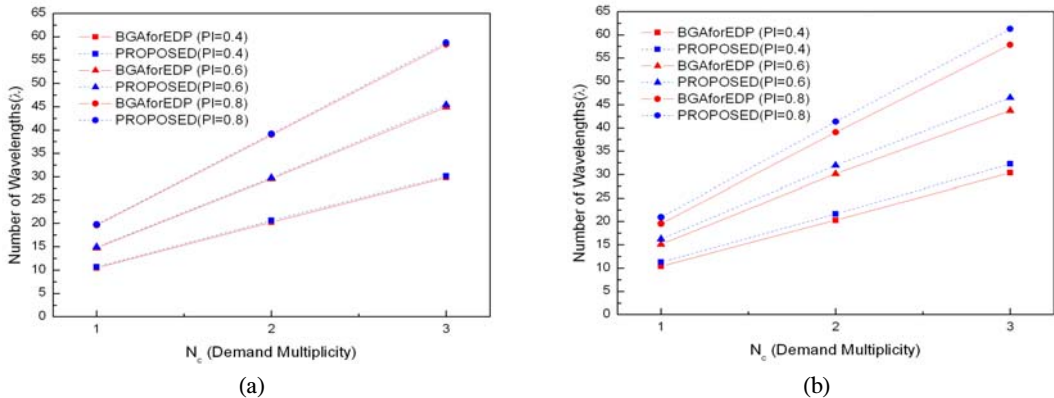 65
60
55
50
45
40
35
30
25
20
15
10
5
0
Number of Wavelengths(λ)
BGAforEDP (PI=0.4)
PROPOSED(PI=0.4)
BGAforEDP (PI=0.6)
PROPOSED(PI=0.6)
BGAforEDP (PI=0.8)
PROPOSED(PI=0.8)
1 2 3
N_c (Demand Multiplicity)
(a)
65
60
55
50
45
40
35
30
25
20
15
10
5
0
Number of Wavelengths(λ)
BGAforEDP (PI=0.4)
PROPOSED(PI=0.4)
BGAforEDP (PI=0.6)
PROPOSED(PI=0.6)
BGAforEDP (PI=0.8)
PROPOSED(PI=0.8)
1 2 3
N_c (Demand Multiplicity)
(b)